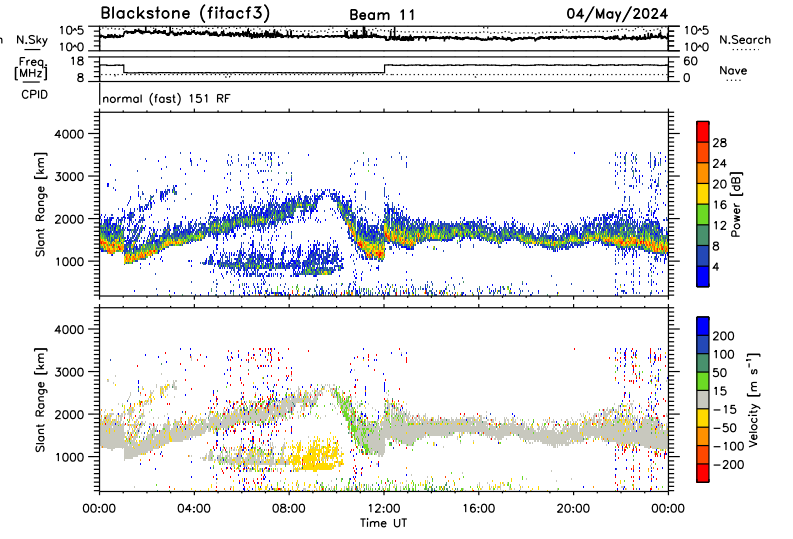 Blackstone (fitacf3) Beam 11 04/May/2024
N.Sky 10^5 10^5 N.Search
10^0 10^0
Freq. 18 60
[MHz] 8 0 Nave
CPID normal (fast) 151 RF
Slant Range [km]
4000
3000
2000
1000
Power [dB]
28
24
20
16
12
8
4
Slant Range [km]
4000
3000
2000
1000
Velocity [m s⁻¹]
200
100
50
15
−15
−50
−100
−200
00:00 04:00 08:00 12:00 16:00 20:00 00:00
Time UT